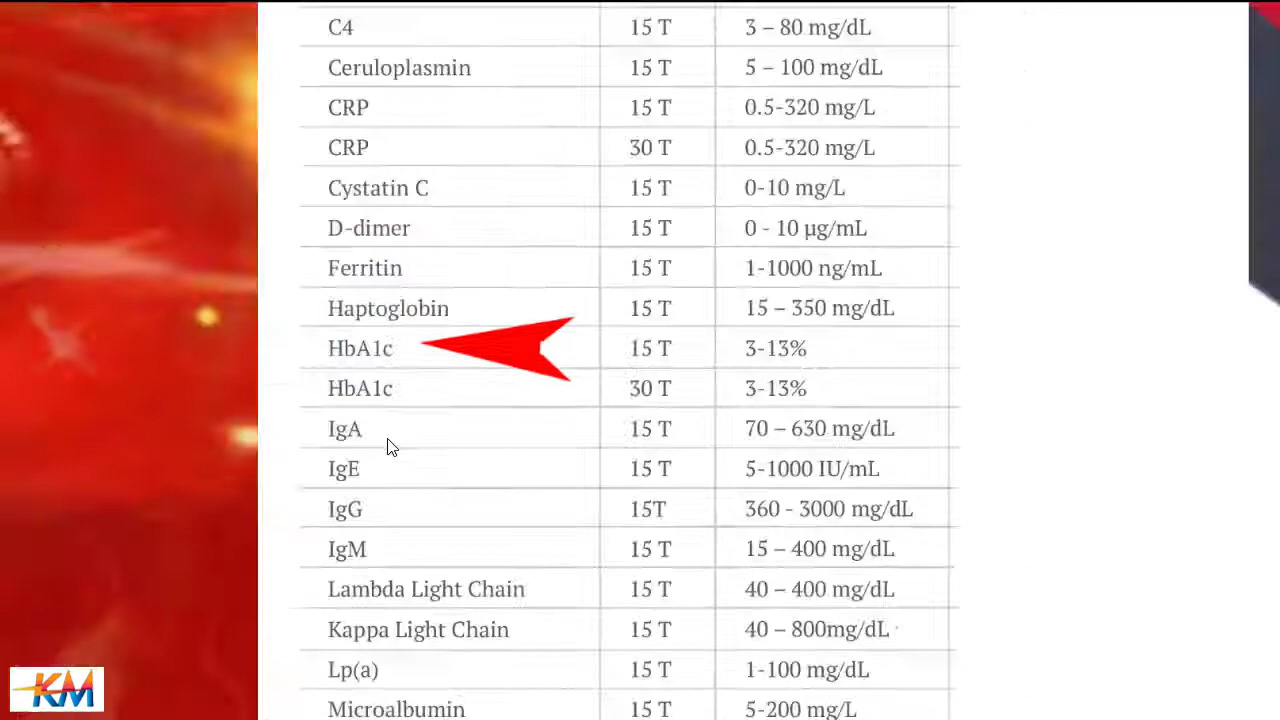 C4 15 T 3 – 80 mg/dL
Ceruloplasmin 15 T 5 – 100 mg/dL
CRP 15 T 0.5-320 mg/L
CRP 30 T 0.5-320 mg/L
Cystatin C 15 T 0-10 mg/L
D-dimer 15 T 0 - 10 µg/mL
Ferritin 15 T 1-1000 ng/mL
Haptoglobin 15 T 15 – 350 mg/dL
HbA1c 15 T 3-13%
HbA1c 30 T 3-13%
IgA 15 T 70 – 630 mg/dL
IgE 15 T 5-1000 IU/mL
IgG 15T 360 - 3000 mg/dL
IgM 15 T 15 – 400 mg/dL
Lambda Light Chain 15 T 40 – 400 mg/dL
Kappa Light Chain 15 T 40 – 800mg/dL
Lp(a) 15 T 1-100 mg/dL
Microalbumin 15 T 5-200 mg/L
KM